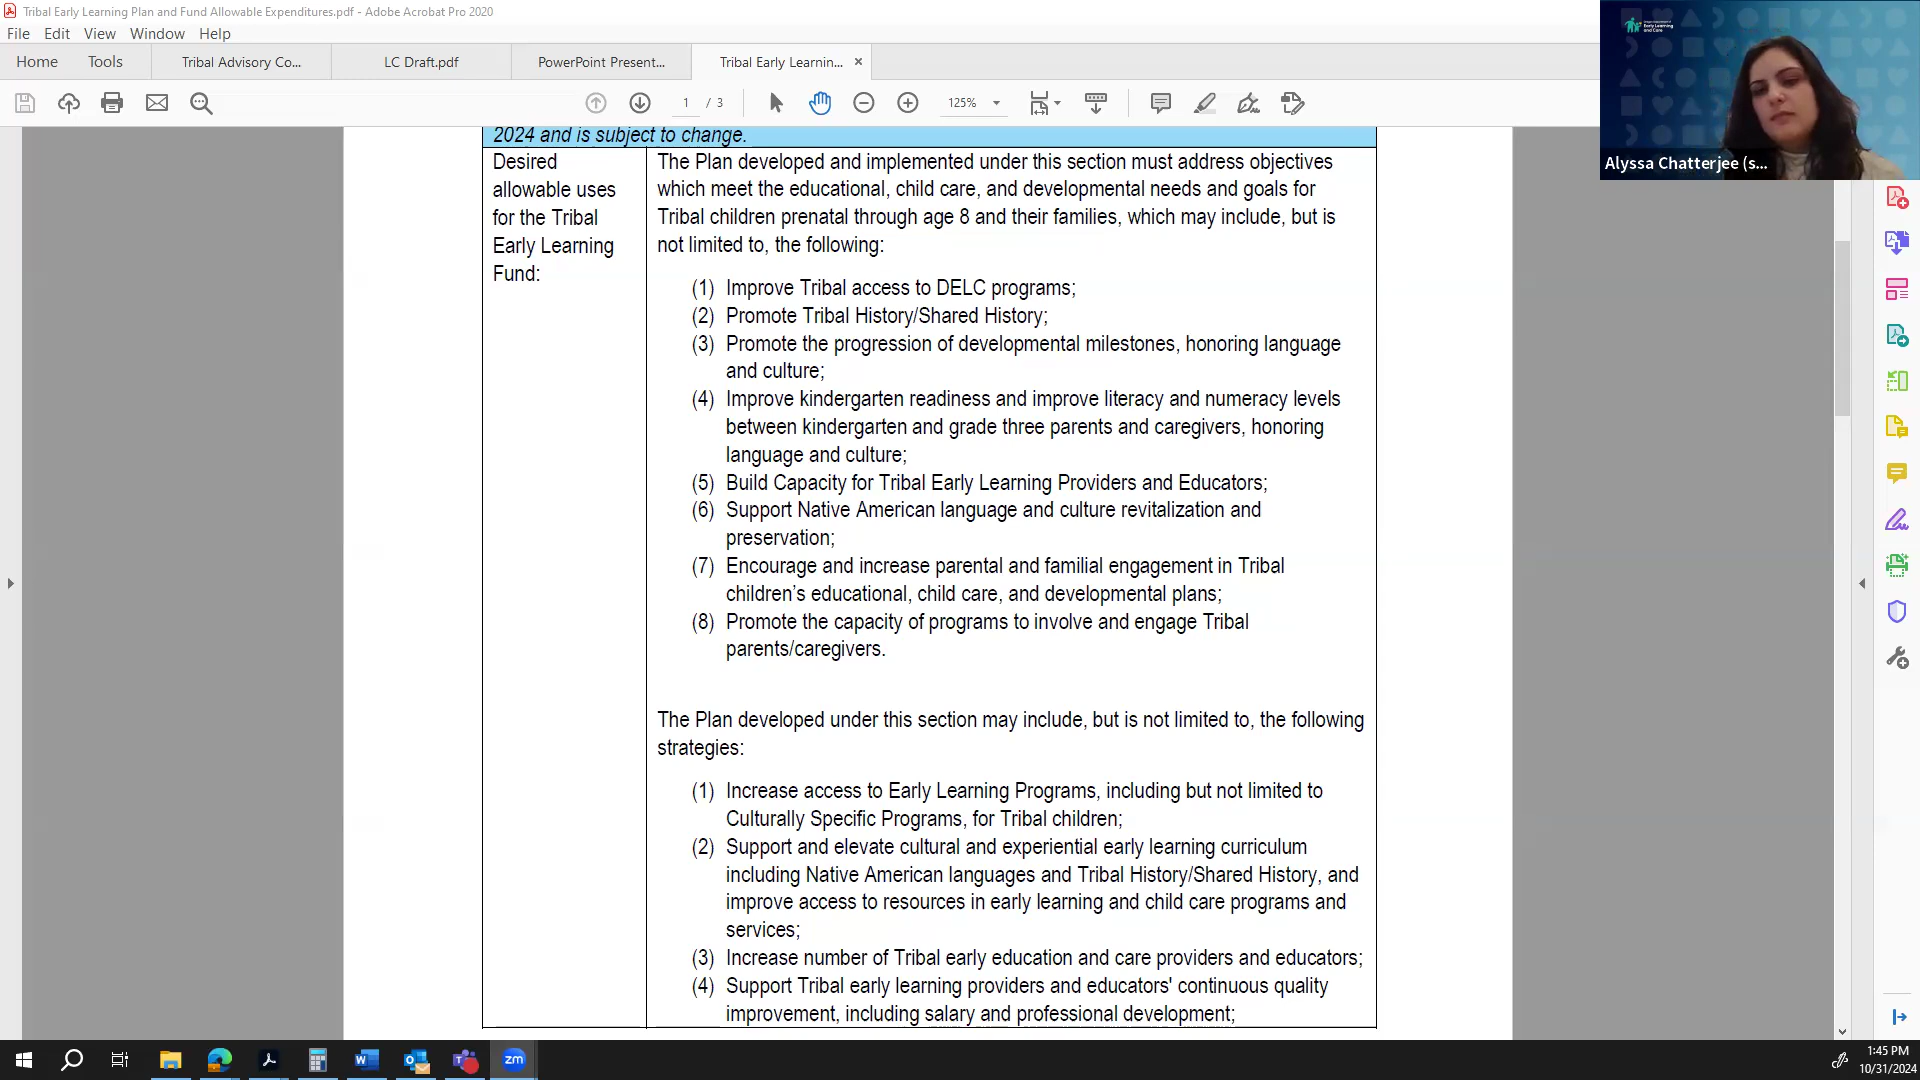 Tribal Early Learning Plan and Fund Allowable Expenditures.pdf - Adobe Acrobat Pro 2020
File Edit View Window Help
Home Tools Tribal Advisory Co... LC Draft.pdf PowerPoint Present... Tribal Early Learnin... ×
1 / 3 125%
2024 and is subject to change.
Desired
allowable uses
for the Tribal
Early Learning
Fund:
The Plan developed and implemented under this section must address objectives
which meet the educational, child care, and developmental needs and goals for
Tribal children prenatal through age 8 and their families, which may include, but is
not limited to, the following:
(1) Improve Tribal access to DELC programs;
(2) Promote Tribal History/Shared History;
(3) Promote the progression of developmental milestones, honoring language
and culture;
(4) Improve kindergarten readiness and improve literacy and numeracy levels
between kindergarten and grade three parents and caregivers, honoring
language and culture;
(5) Build Capacity for Tribal Early Learning Providers and Educators;
(6) Support Native American language and culture revitalization and
preservation;
(7) Encourage and increase parental and familial engagement in Tribal
children's educational, child care, and developmental plans;
(8) Promote the capacity of programs to involve and engage Tribal
parents/caregivers.
The Plan developed under this section may include, but is not limited to, the following
strategies:
(1) Increase access to Early Learning Programs, including but not limited to
Culturally Specific Programs, for Tribal children;
(2) Support and elevate cultural and experiential early learning curriculum
including Native American languages and Tribal History/Shared History, and
improve access to resources in early learning and child care programs and
services;
(3) Increase number of Tribal early education and care providers and educators;
(4) Support Tribal early learning providers and educators' continuous quality
improvement, including salary and professional development;
Early Learning
and Care
Alyssa Chatterjee (s...
zm
1:45 PM
10/31/2024